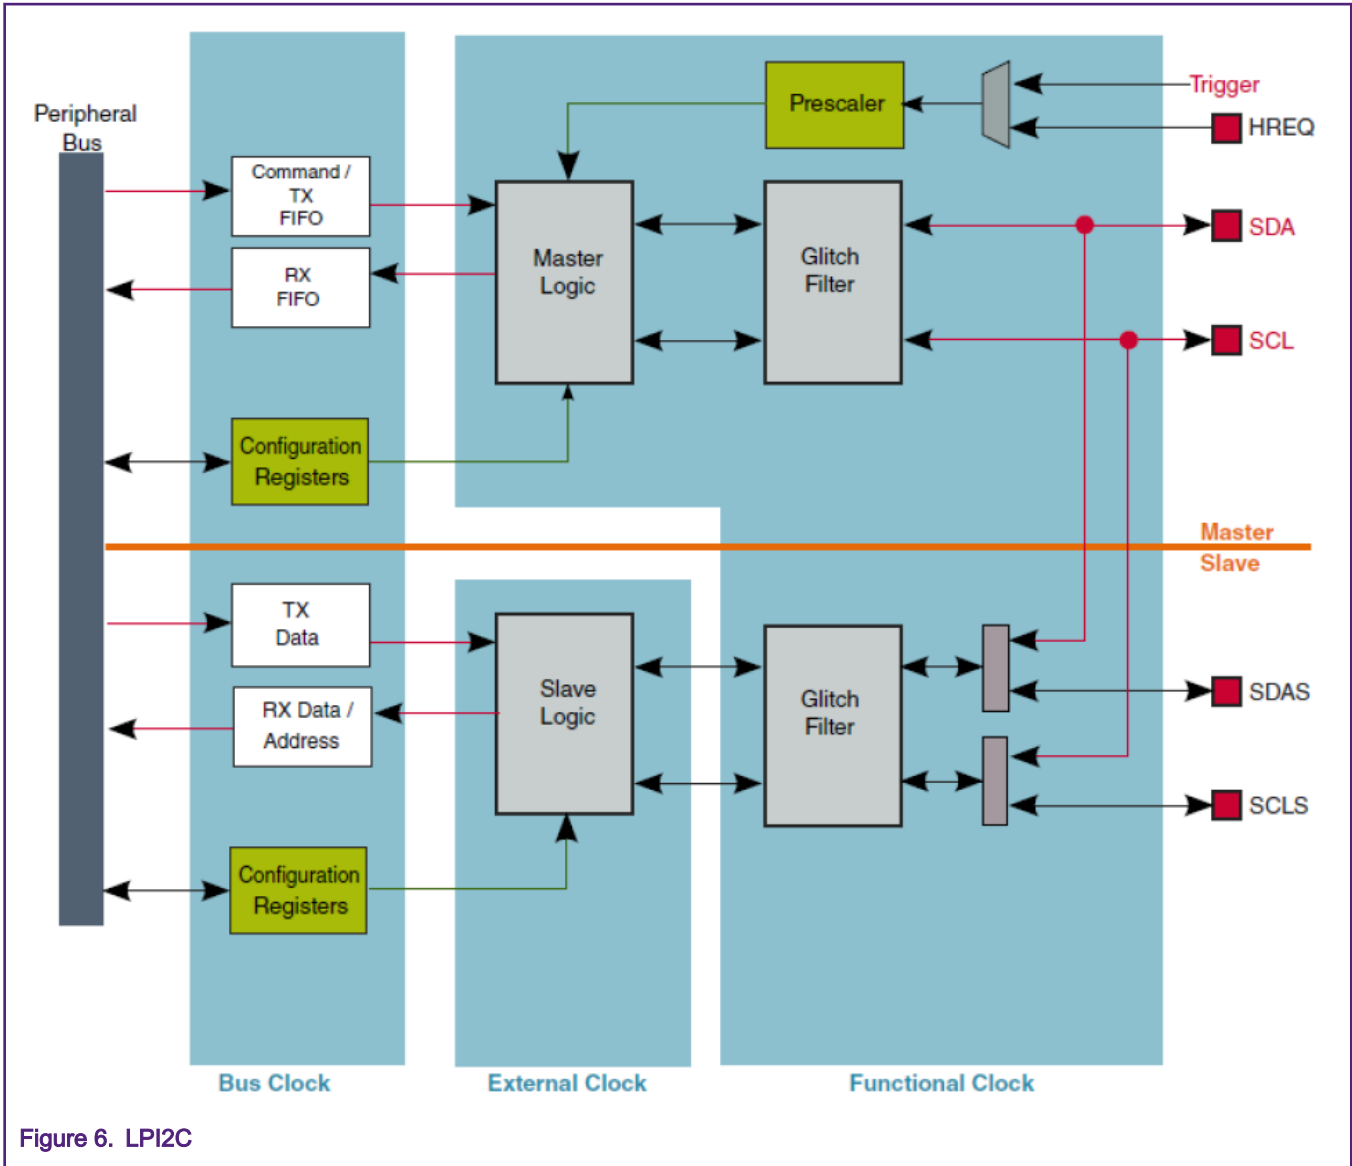 Peripheral
Bus
Command /
TX
FIFO
RX
FIFO
Configuration
Registers
Master
Logic
Prescaler
Glitch
Filter
Trigger
HREQ
SDA
SCL
Master
Slave
TX
Data
RX Data /
Address
Configuration
Registers
Slave
Logic
Glitch
Filter
SDAS
SCLS
Bus Clock
External Clock
Functional Clock
Figure 6. LPI2C